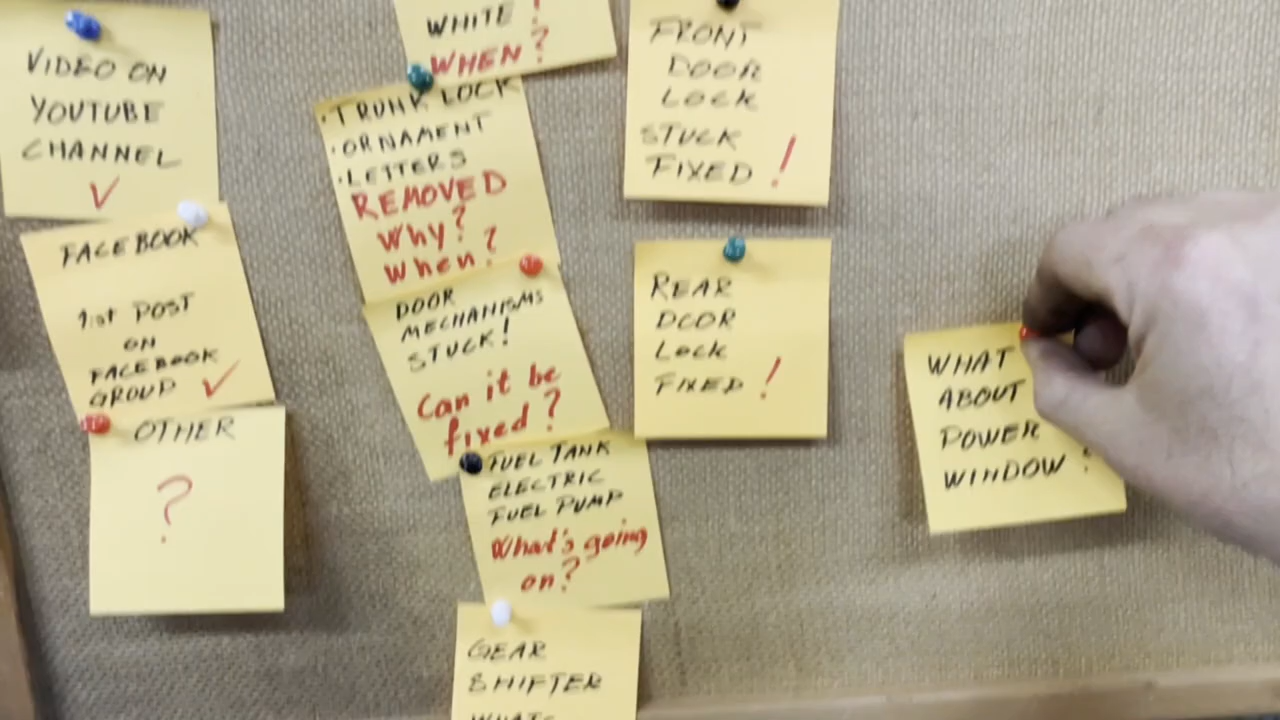 VIDEO ON
YOUTUBE
CHANNEL
FACEBOOK
1st POST
ON
FACEBOOK
GROUP
OTHER
?
WHITE !
WHEN?
• TRUNK LOCK
• ORNAMENT
• LETTERS
REMOVED
Why?
When?
DOOR
MECHANISMS
STUCK!
Can it be
fixed?
FUEL TANK
ELECTRIC
FUEL PUMP
What's going
on?
GEAR
SHIFTER
FRONT
DOOR
LOCK
STUCK
FIXED !
REAR
DOOR
Lock
FIXED !
WHAT
ABOUT
POWER
WINDOW ?